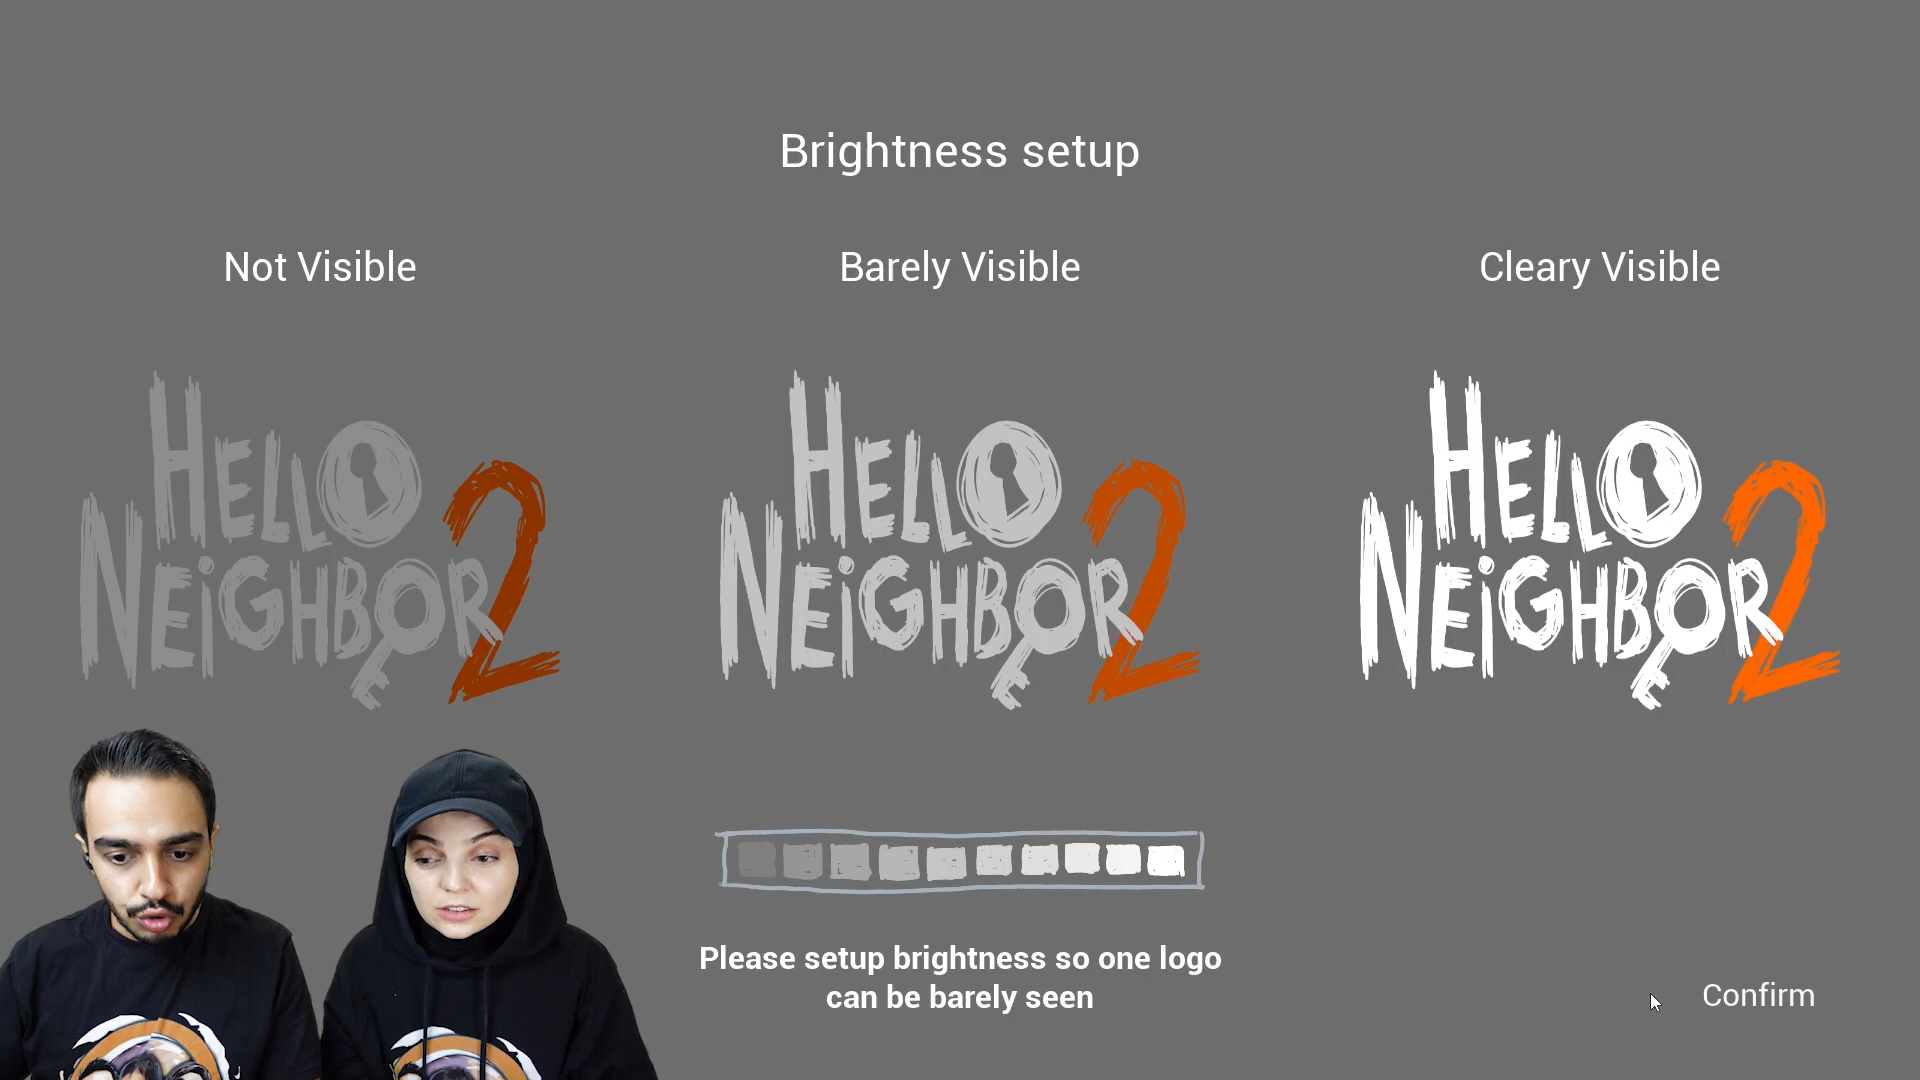 Brightness setup
Not Visible
Barely Visible
Cleary Visible
HELLO
NEiGHBOR 2
HELLO
NEiGHBOR 2
HELLO
NEiGHBOR 2
Please setup brightness so one logo
can be barely seen
Confirm